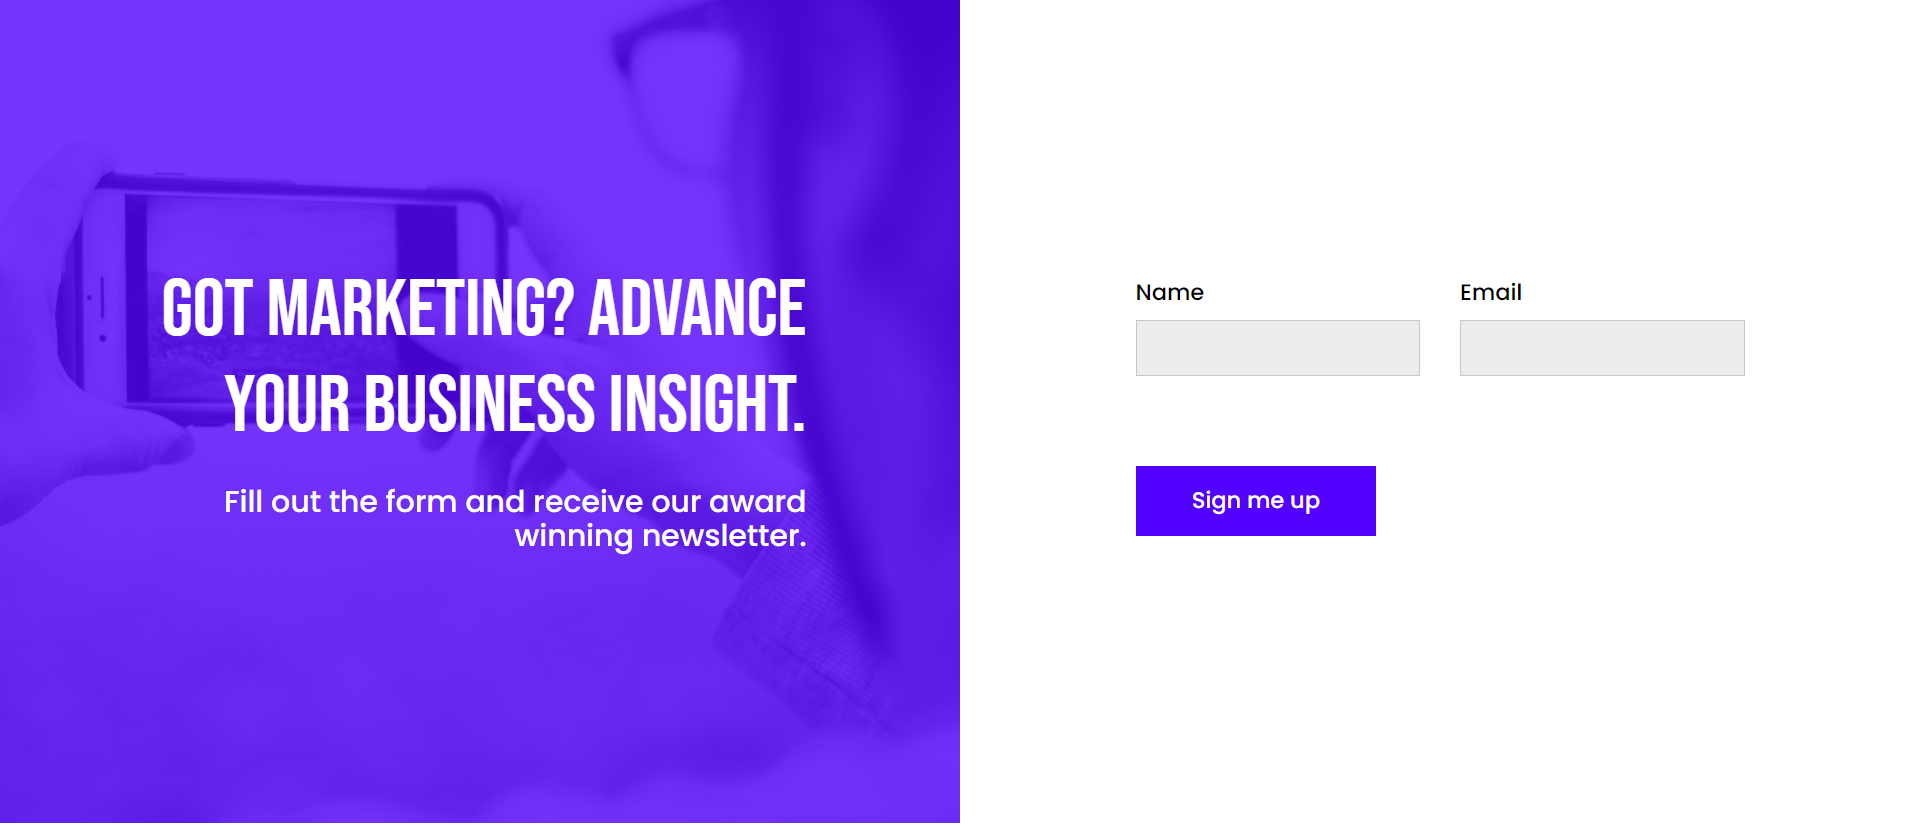 GOT MARKETING? ADVANCE
YOUR BUSINESS INSIGHT.
Fill out the form and receive our award
winning newsletter.
Name
Email
Sign me up